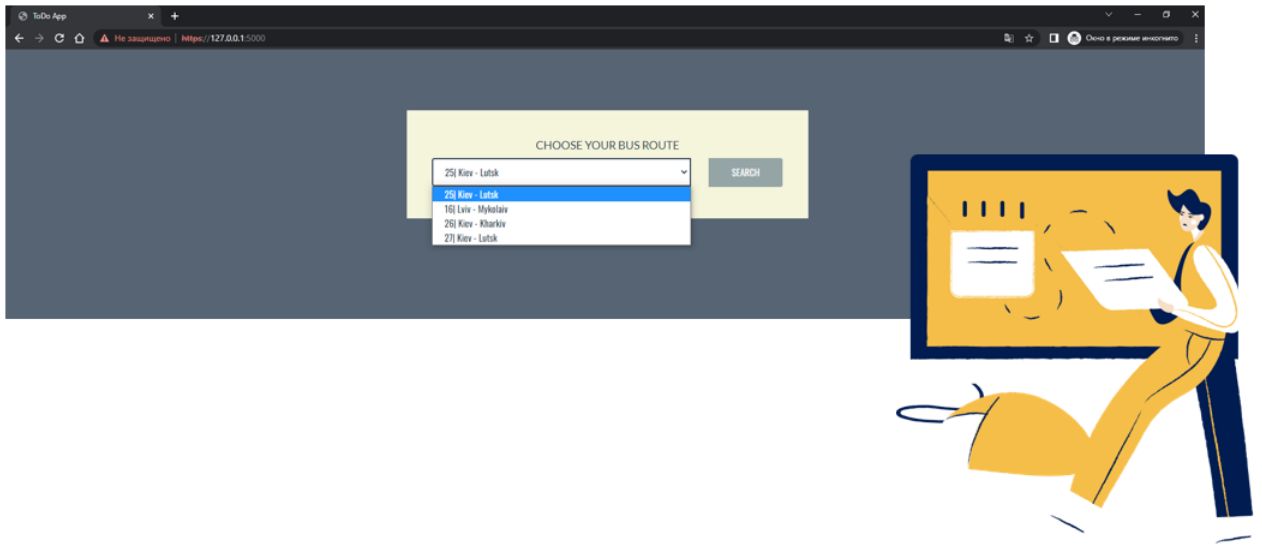 ToDo App
Не защищено | https://127.0.0.1:5000
Окно в режиме инкогнито
CHOOSE YOUR BUS ROUTE
25| Kiev - Lutsk
SEARCH
25| Kiev - Lutsk
16| Lviv - Mykolaiv
26| Kiev - Kharkiv
27| Kiev - Lutsk